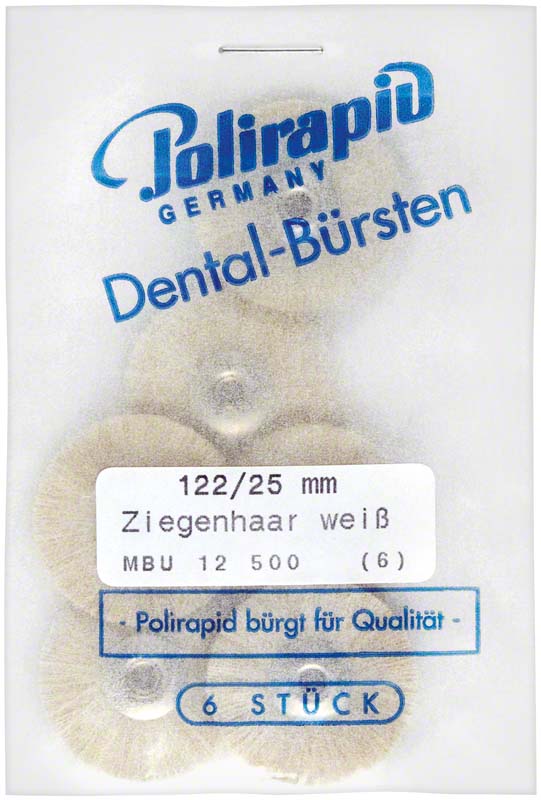 Polirapid
GERMANY
Dental-Bürsten
122/25 mm
Ziegenhaar weiß
MBU 12 500 (6)
- Polirapid bürgt für Qualität -
6 STÜCK